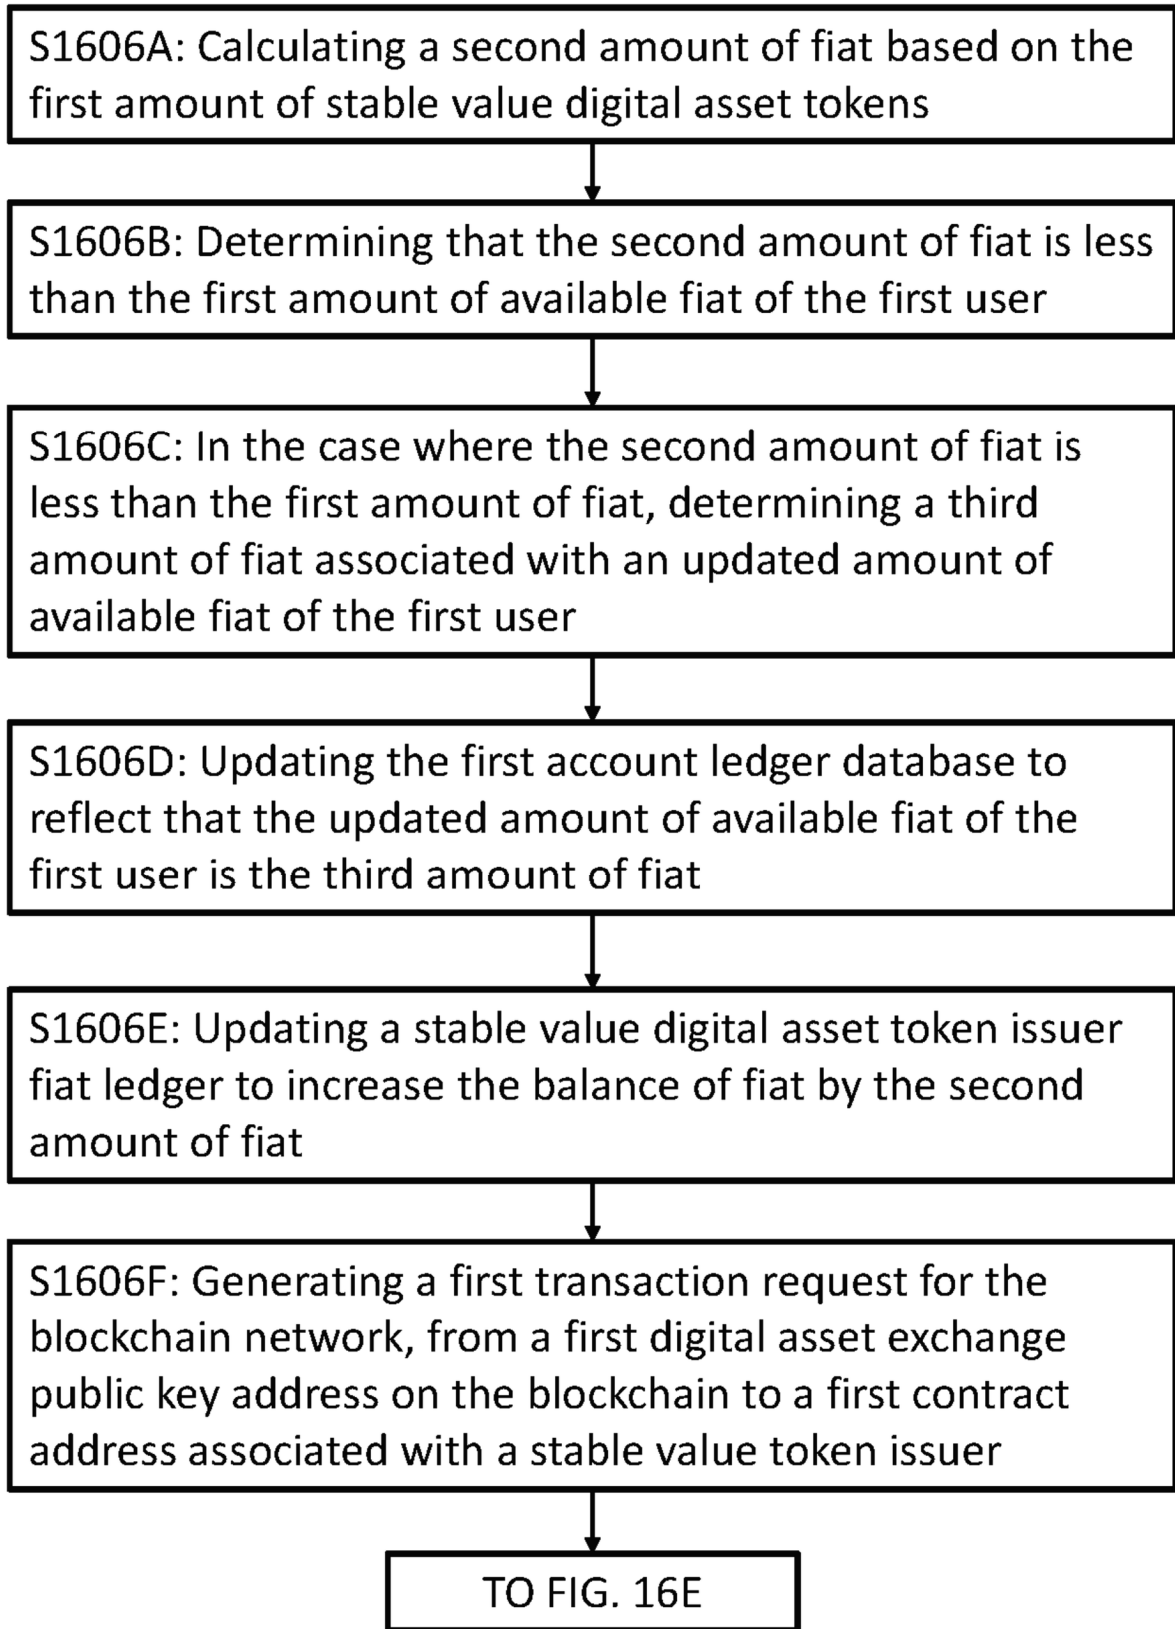 S1606A: Calculating a second amount of fiat based on the
first amount of stable value digital asset tokens
S1606B: Determining that the second amount of fiat is less
than the first amount of available fiat of the first user
S1606C: In the case where the second amount of fiat is
less than the first amount of fiat, determining a third
amount of fiat associated with an updated amount of
available fiat of the first user
S1606D: Updating the first account ledger database to
reflect that the updated amount of available fiat of the
first user is the third amount of fiat
S1606E: Updating a stable value digital asset token issuer
fiat ledger to increase the balance of fiat by the second
amount of fiat
S1606F: Generating a first transaction request for the
blockchain network, from a first digital asset exchange
public key address on the blockchain to a first contract
address associated with a stable value token issuer
TO FIG. 16E